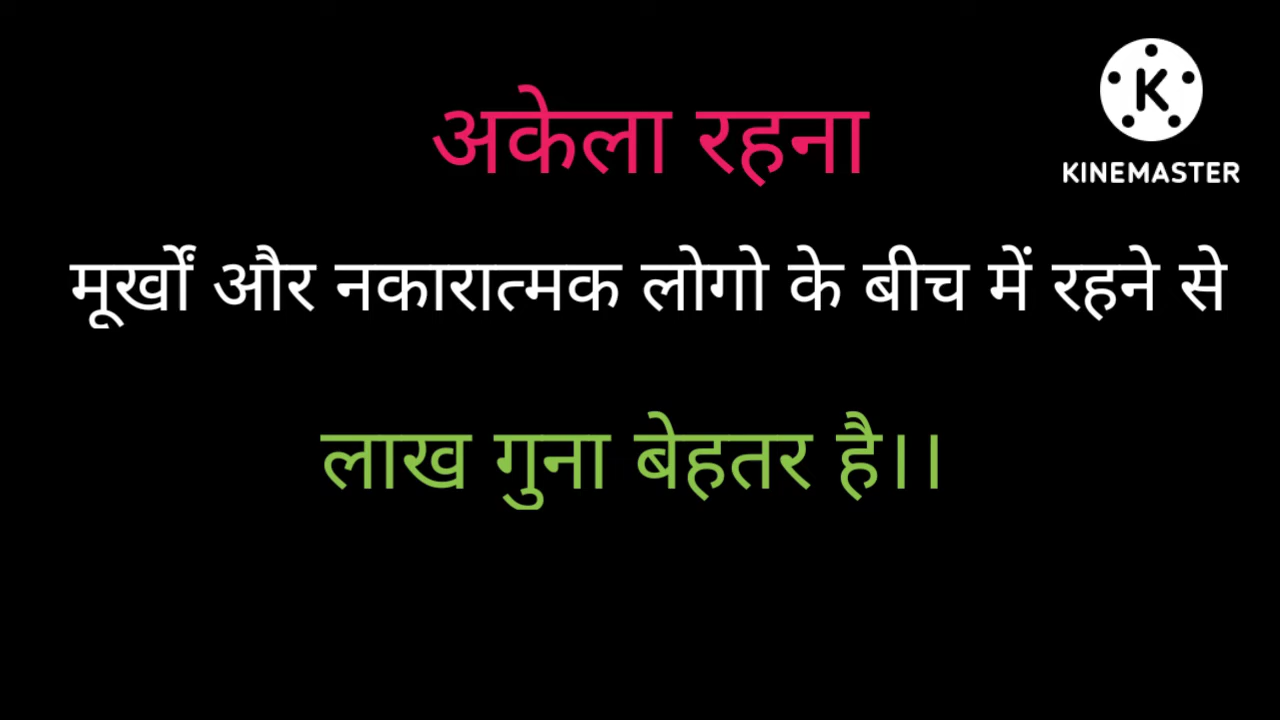 अकेला रहना
KINEMASTER
मूर्खों और नकारात्मक लोगो के बीच में रहने से
लाख गुना बेहतर है।।